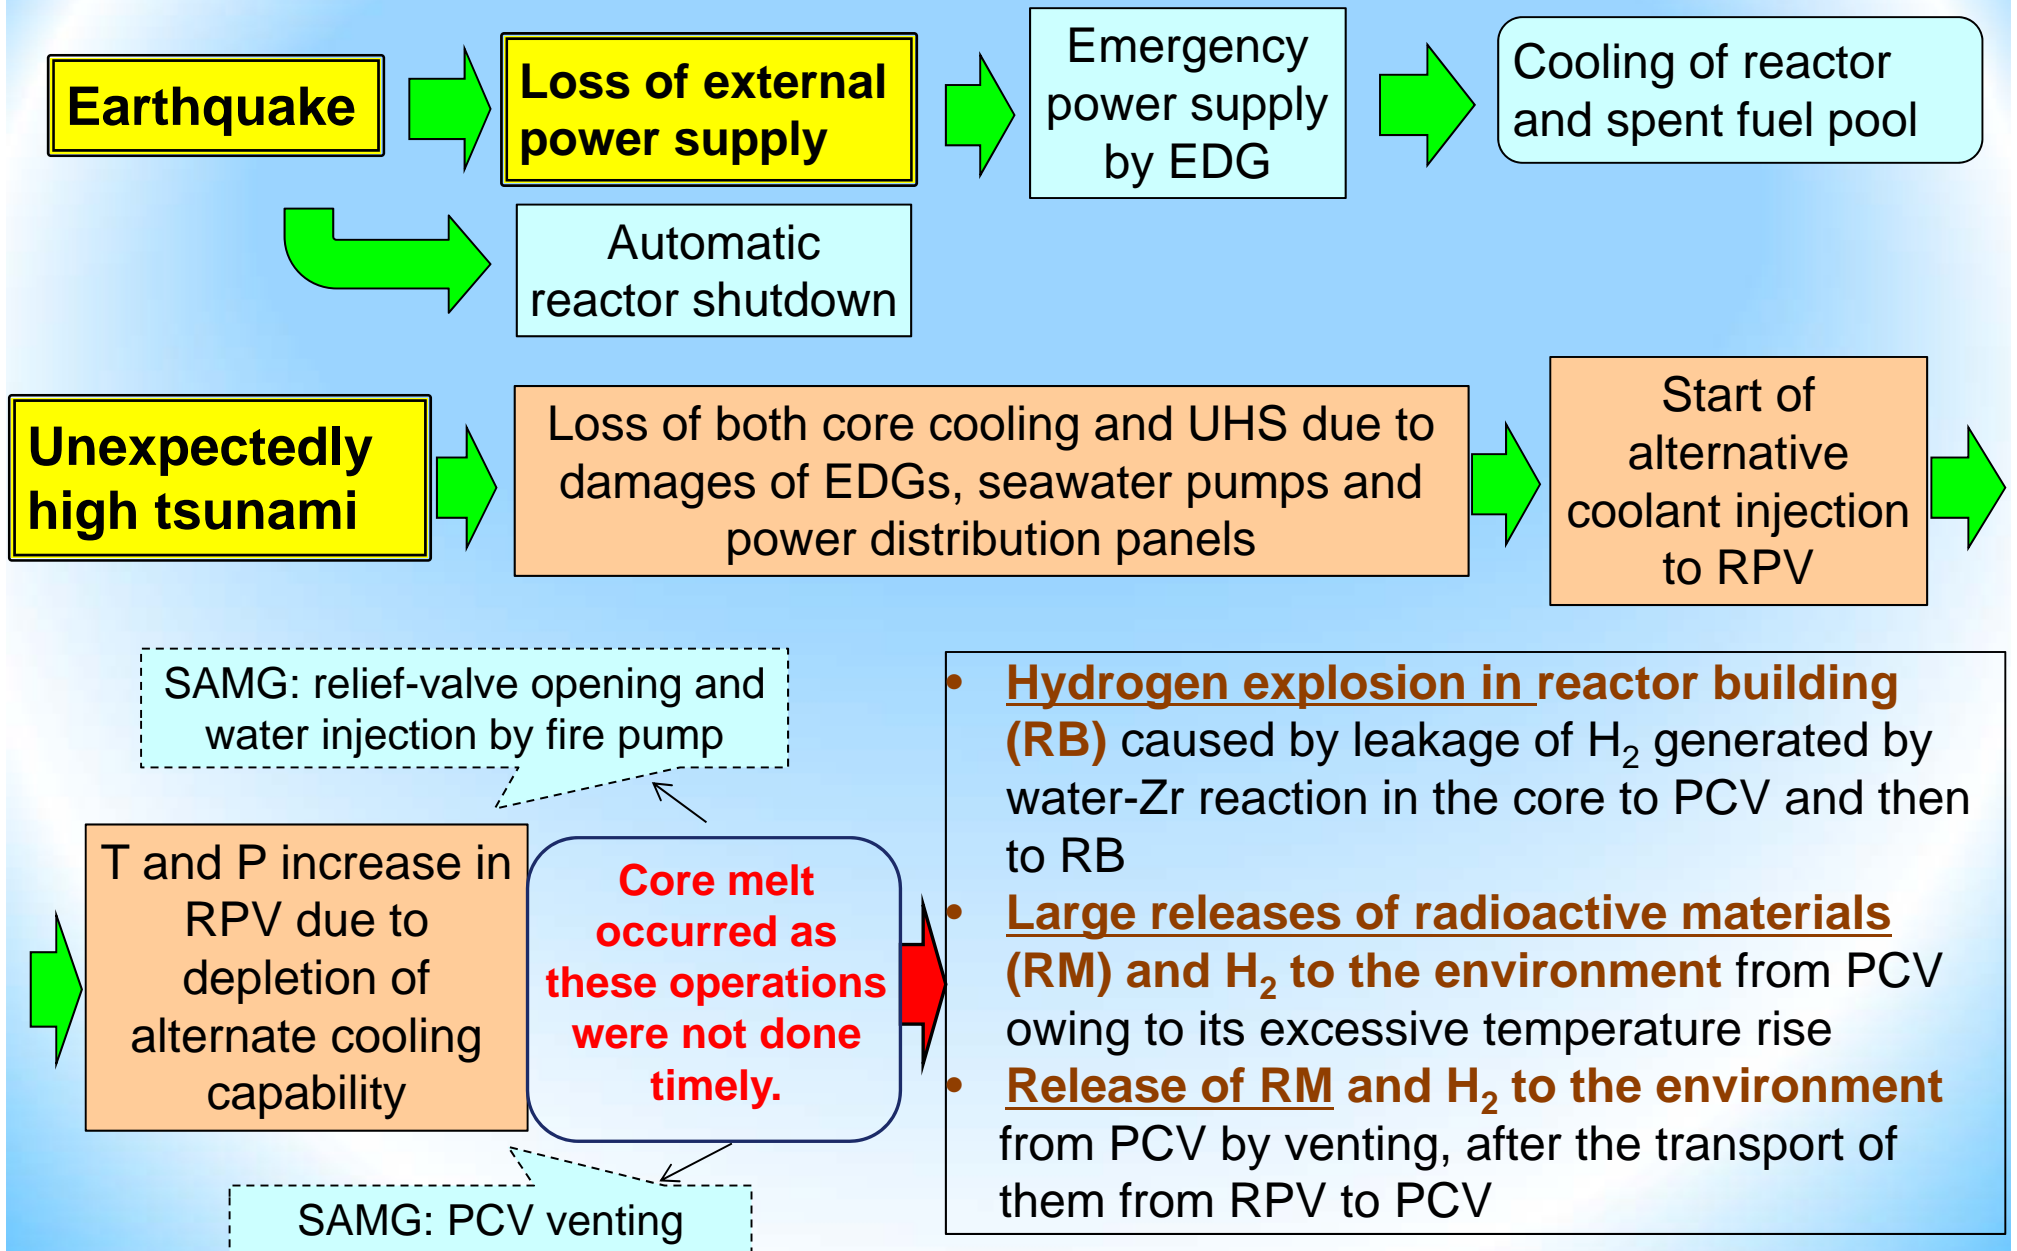 Earthquake
Loss of external
power supply
Emergency
power supply
by EDG
Cooling of reactor
and spent fuel pool
Automatic
reactor shutdown
Unexpectedly
high tsunami
Loss of both core cooling and UHS due to
damages of EDGs, seawater pumps and
power distribution panels
Start of
alternative
coolant injection
to RPV
SAMG: relief-valve opening and
water injection by fire pump
T and P increase in
RPV due to
depletion of
alternate cooling
capability
Core melt
occurred as
these operations
were not done
timely.
SAMG: PCV venting
• Hydrogen explosion in reactor building
(RB) caused by leakage of H₂ generated by
water-Zr reaction in the core to PCV and then
to RB
• Large releases of radioactive materials
(RM) and H₂ to the environment from PCV
owing to its excessive temperature rise
• Release of RM and H₂ to the environment
from PCV by venting, after the transport of
them from RPV to PCV